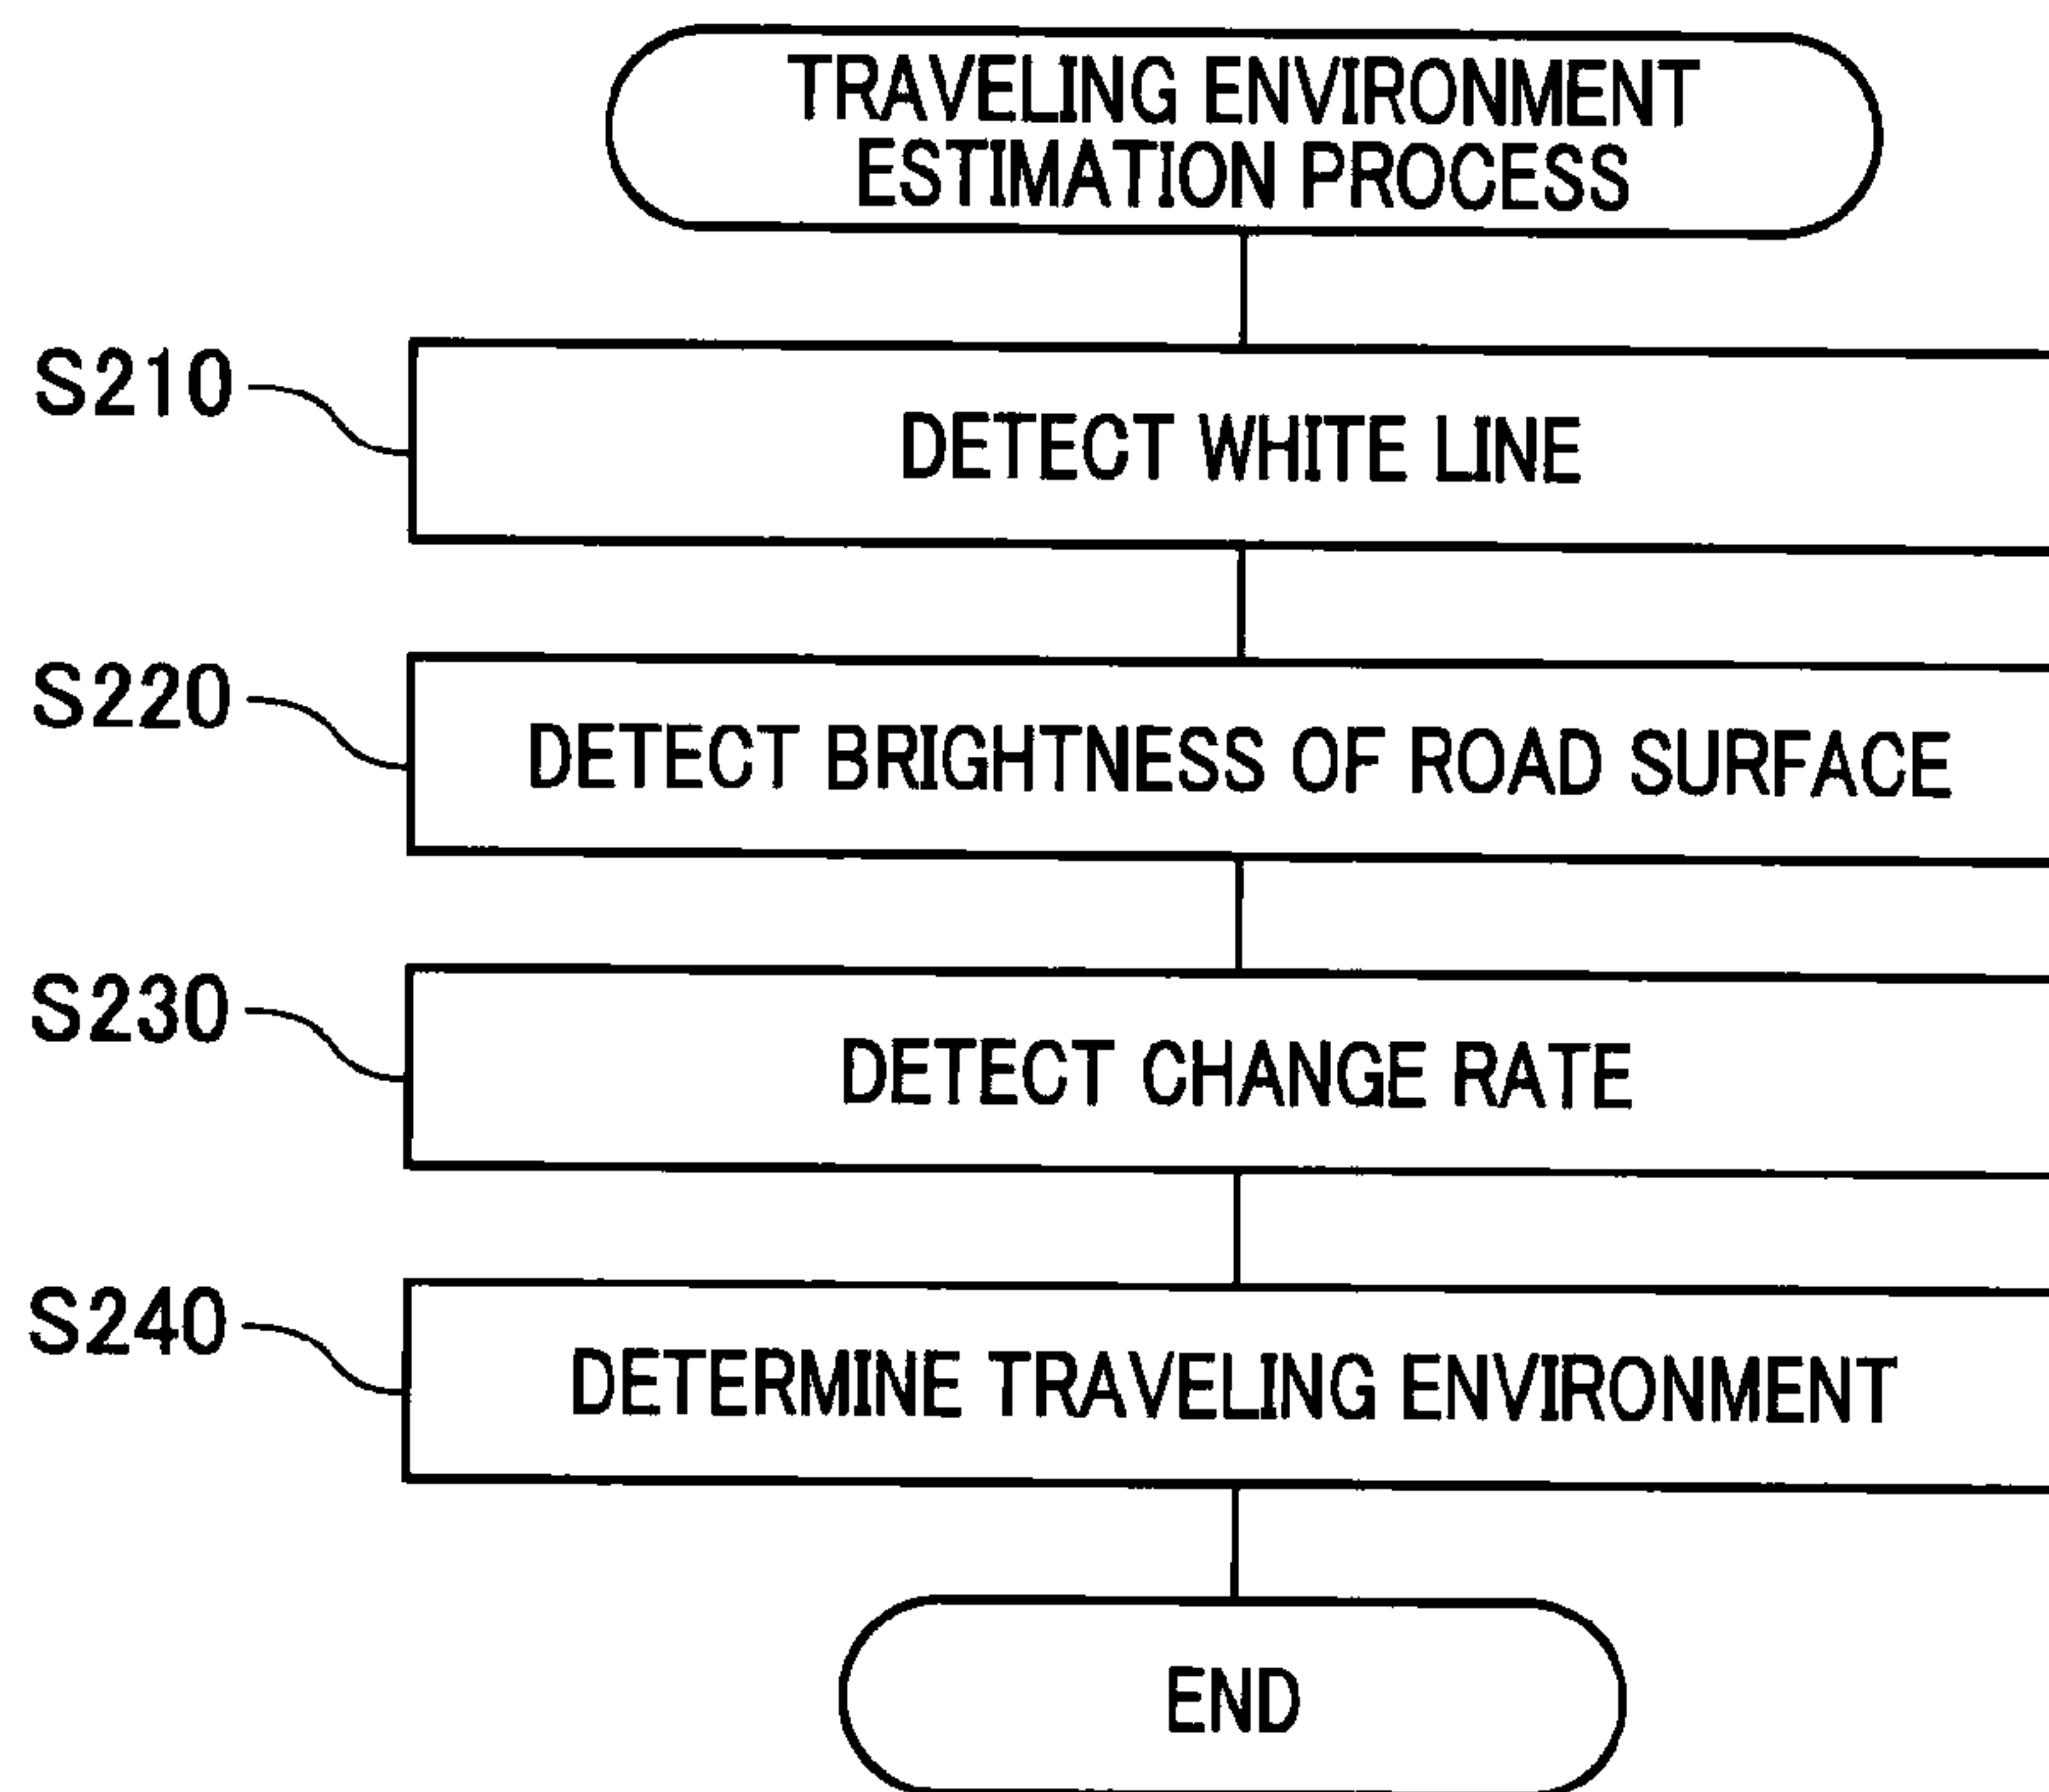 TRAVELING ENVIRONMENT
ESTIMATION PROCESS
S210
DETECT WHITE LINE
S220
DETECT BRIGHTNESS OF ROAD SURFACE
S230
DETECT CHANGE RATE
S240
DETERMINE TRAVELING ENVIRONMENT
END